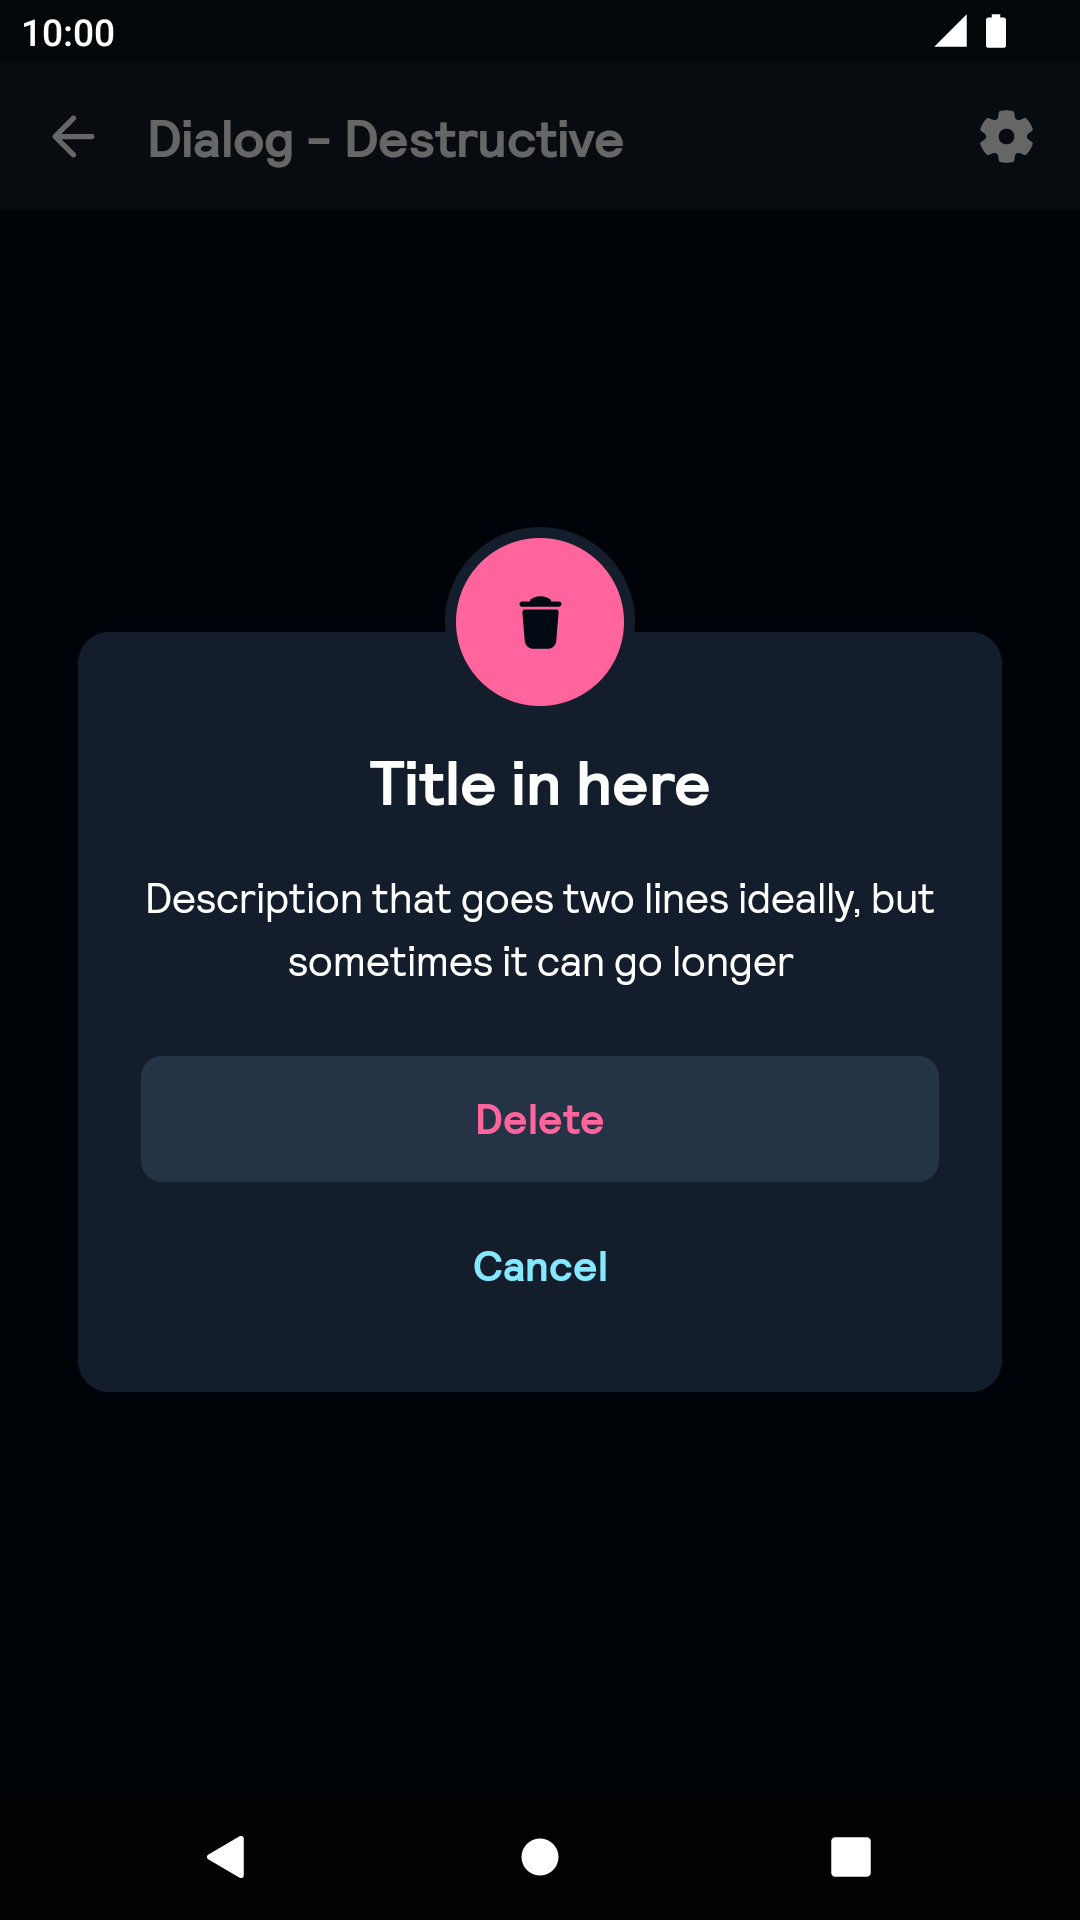 10:00
Dialog - Destructive
Title in here
Description that goes two lines ideally, but
sometimes it can go longer
Delete
Cancel